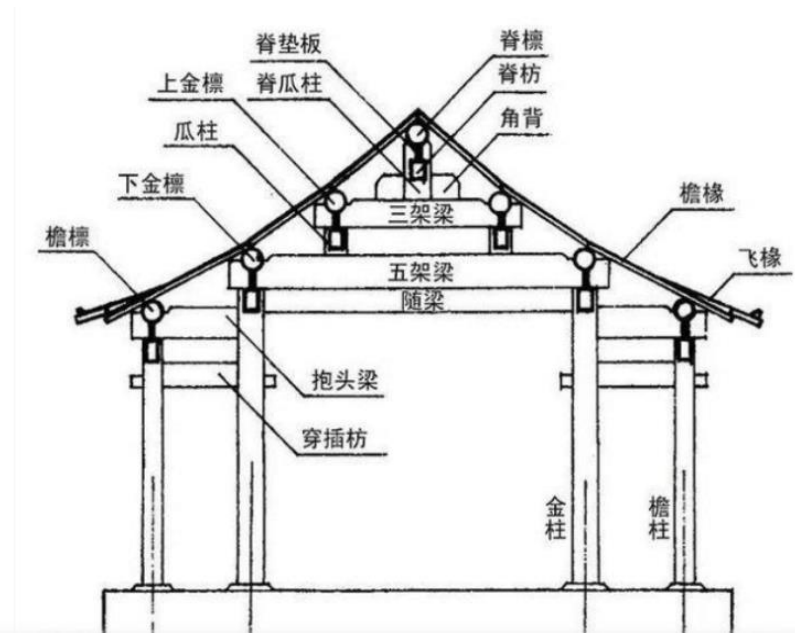 脊垫板
脊檩
上金檩
脊瓜柱
脊枋
瓜柱
角背
下金檩
三架梁
檐椽
檐檩
五架梁
飞椽
随梁
抱头梁
穿插枋
金柱
檐柱